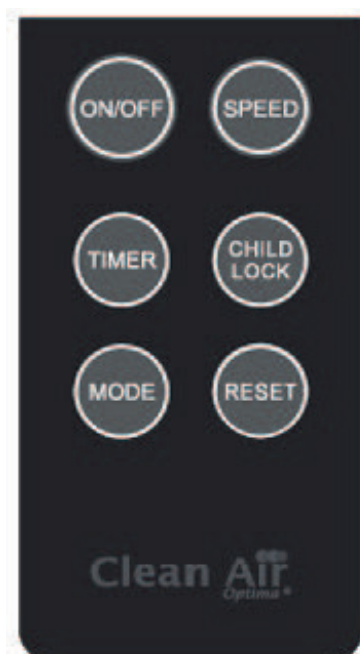 ON/OFF SPEED
TIMER CHILD LOCK
MODE RESET
Clean Air
Optima®